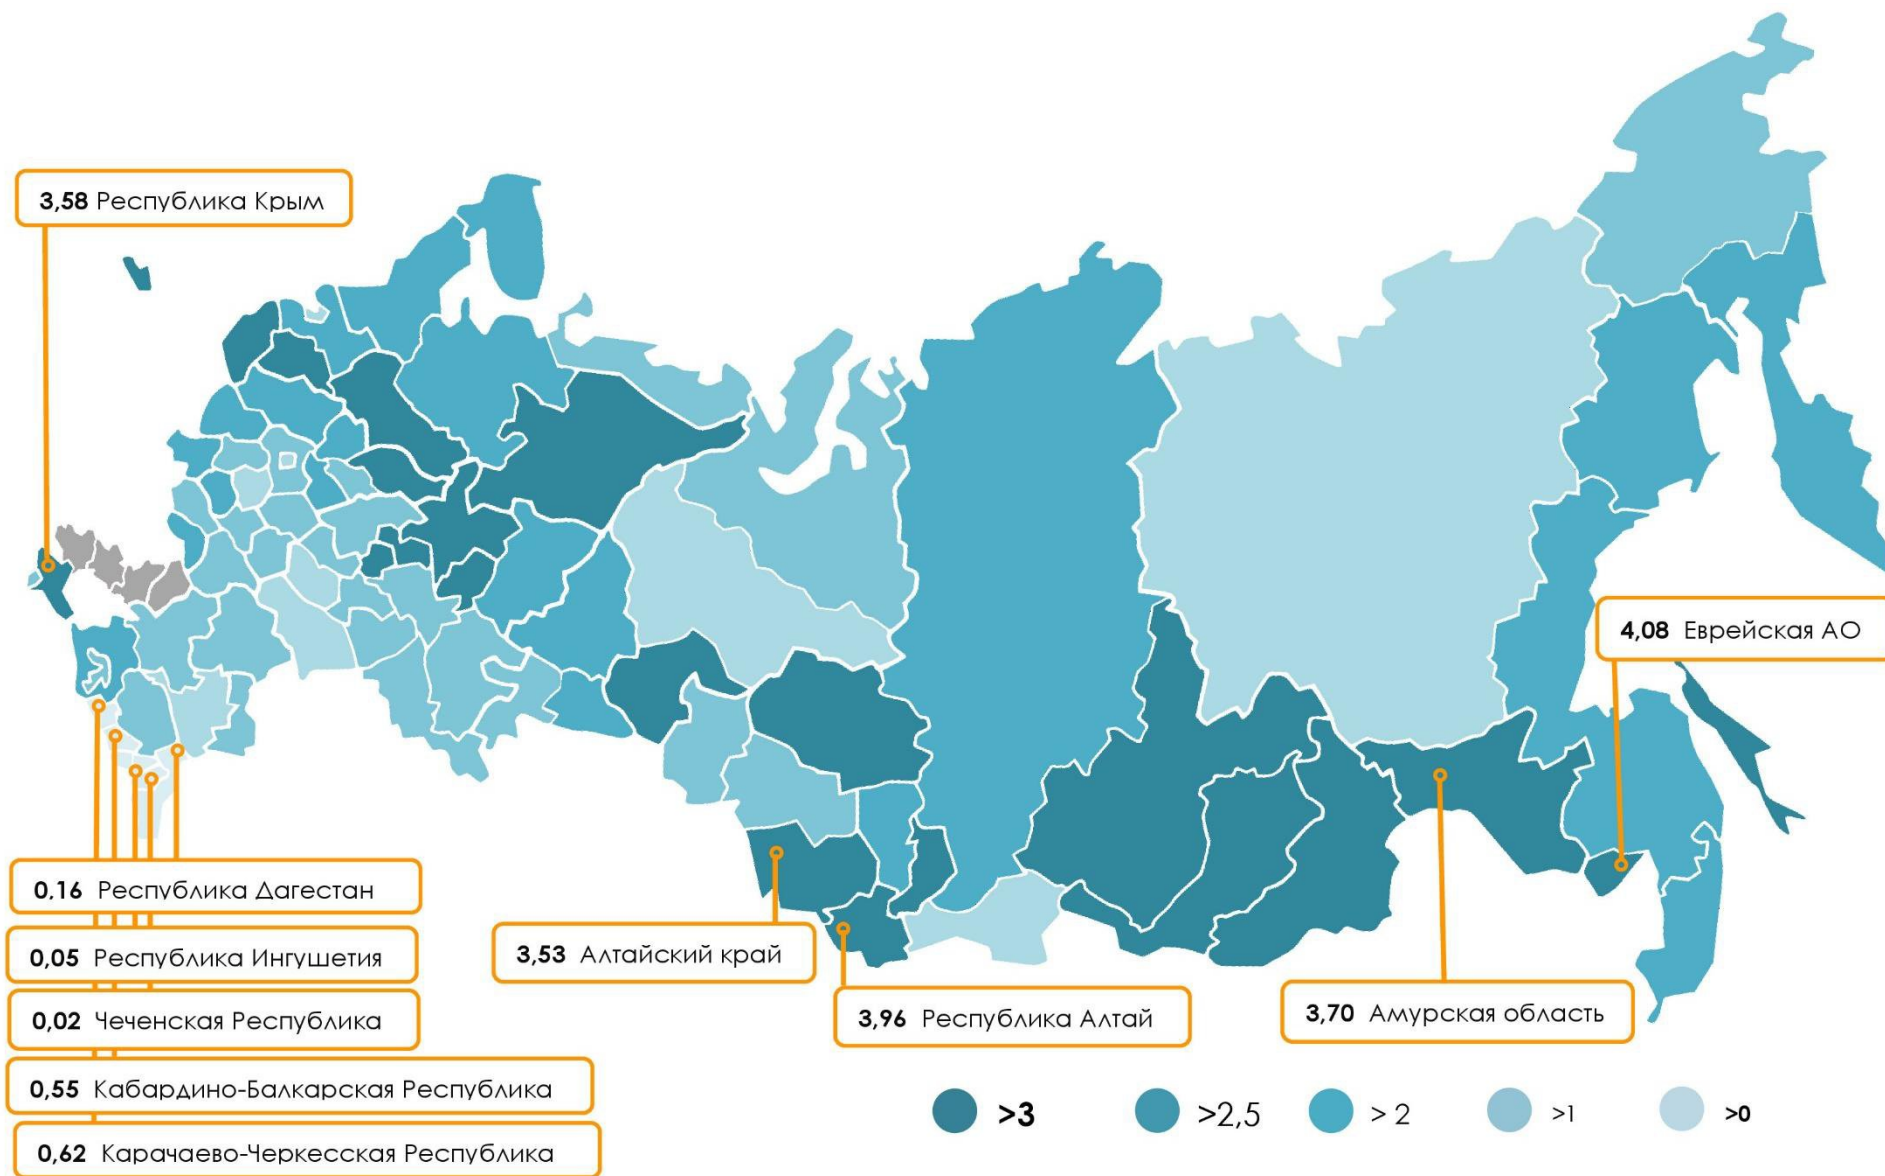 3,58 Республика Крым
4,08 Еврейская АО
0,16 Республика Дагестан
0,05 Республика Ингушетия
3,53 Алтайский край
3,96 Республика Алтай
3,70 Амурская область
0,02 Чеченская Республика
0,55 Кабардино-Балкарская Республика
0,62 Карачаево-Черкесская Республика
>3 >2,5 > 2 >1 >0